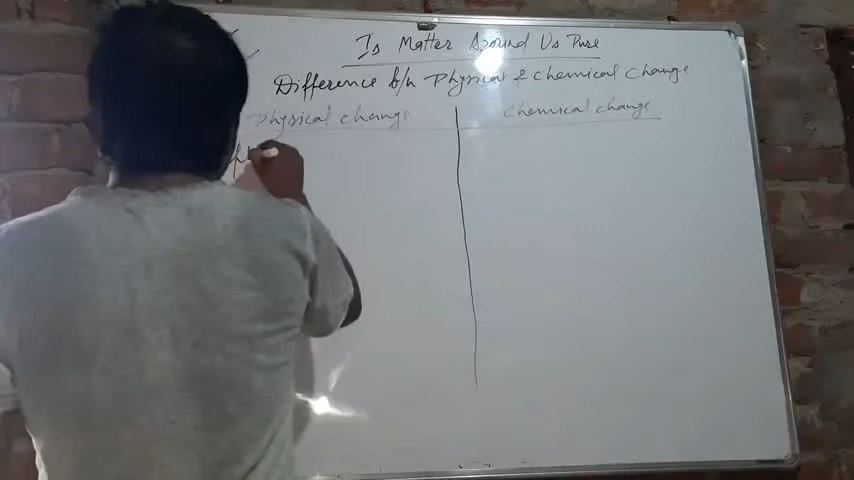 Is Matter Around Us Pure
Difference b/n Physical & Chemical Change
Physical change
Chemical change